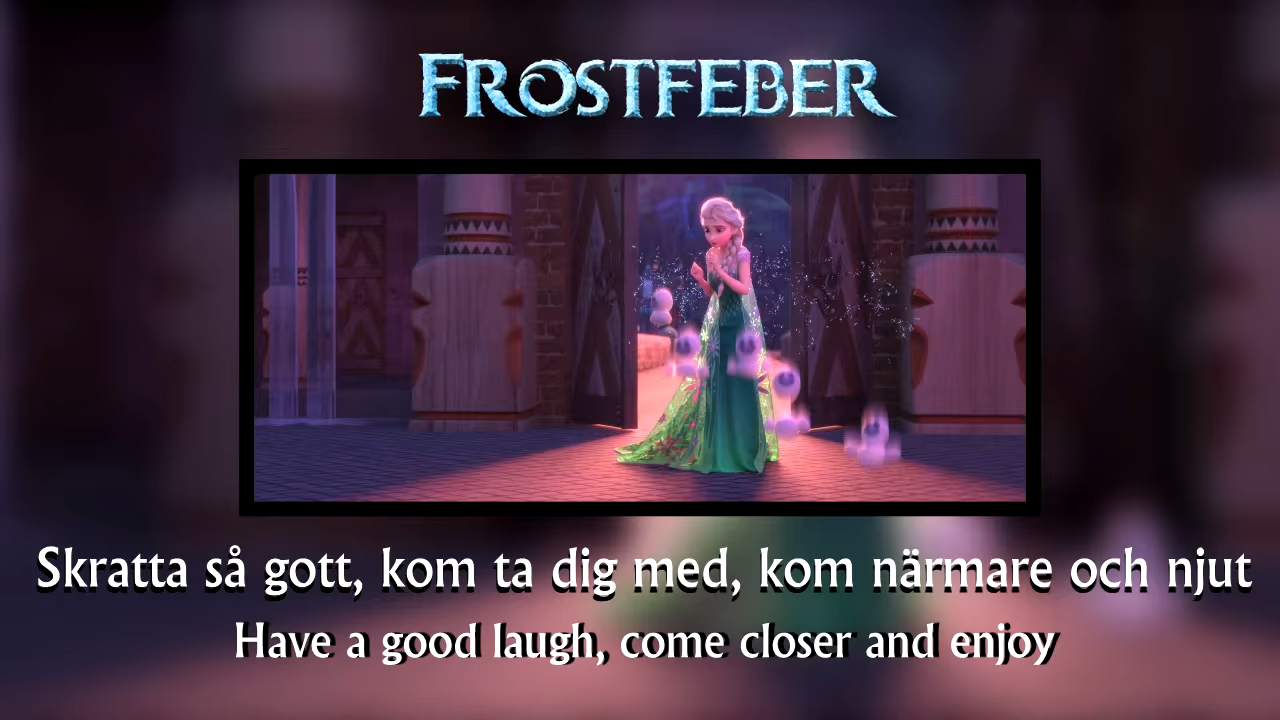 FROSTFEBER
Skratta så gott, kom ta dig med, kom närmare och njut
Have a good laugh, come closer and enjoy